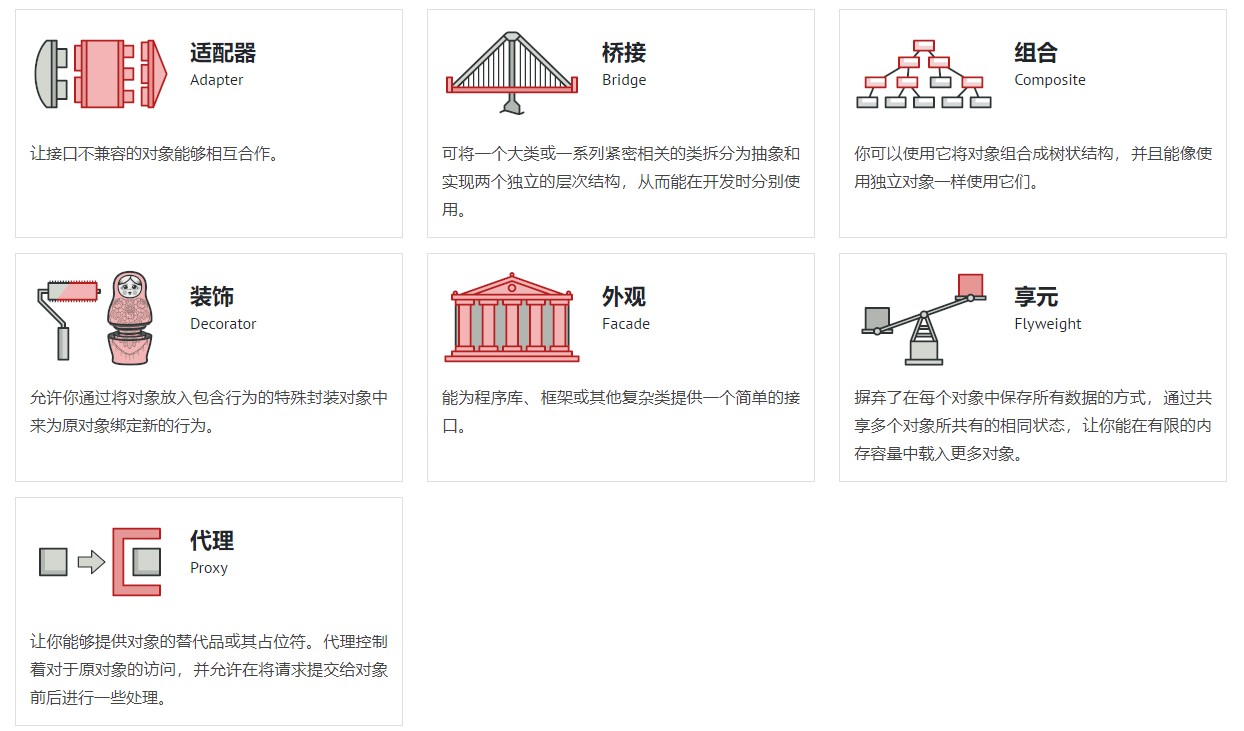 适配器
Adapter
让接口不兼容的对象能够相互合作。
桥接
Bridge
可将一个大类或一系列紧密相关的类拆分为抽象和
实现两个独立的层次结构，从而能在开发时分别使
用。
组合
Composite
你可以使用它将对象组合成树状结构，并且能像使
用独立对象一样使用它们。
装饰
Decorator
允许你通过将对象放入包含行为的特殊封装对象中
来为原对象绑定新的行为。
外观
Facade
能为程序库、框架或其他复杂类提供一个简单的接
口。
享元
Flyweight
摒弃了在每个对象中保存所有数据的方式，通过共
享多个对象所共有的相同状态，让你能在有限的内
存容量中载入更多对象。
代理
Proxy
让你能够提供对象的替代品或其占位符。代理控制
着对于原对象的访问，并允许在将请求提交给对象
前后进行一些处理。